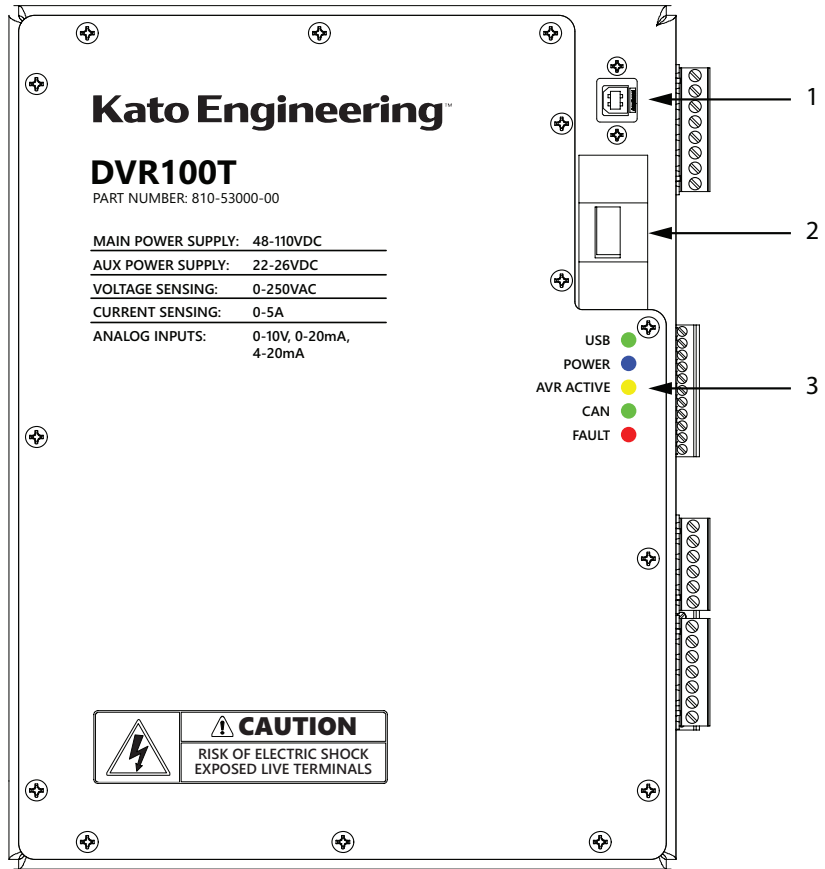 Kato Engineering™
DVR100T
PART NUMBER: 810-53000-00
MAIN POWER SUPPLY: 48-110VDC
AUX POWER SUPPLY: 22-26VDC
VOLTAGE SENSING: 0-250VAC
CURRENT SENSING: 0-5A
ANALOG INPUTS: 0-10V, 0-20mA,
4-20mA
1
2
USB
POWER
AVR ACTIVE
3
CAN
FAULT
CAUTION
RISK OF ELECTRIC SHOCK
EXPOSED LIVE TERMINALS